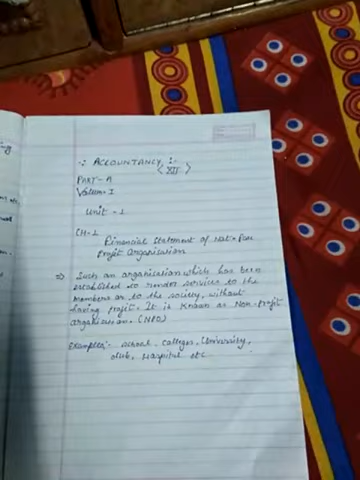 ∴ ACCOUNTANCY :-
< XII >
PART-A
Volum-I
Unit -1
CH-1
Financial Statement of Not-For
Profit Organisation
⇒ Such an organisation which has been
established to render services to the
members or to the society, without
having profit. It is known as Non-profit
organisation. (NPO)
Examples:- school, colleges, University,
club, Hospital etc